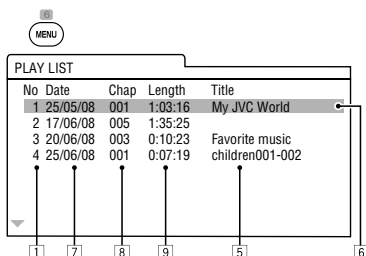 6
MENU
PLAY LIST
No Date Chap Length Title
1 25/05/08 001 1:03:16 My JVC World
2 17/06/08 005 1:35:25
3 20/06/08 003 0:10:23 Favorite music
4 25/06/08 001 0:07:19 children001-002
1 7 8 9 5 6